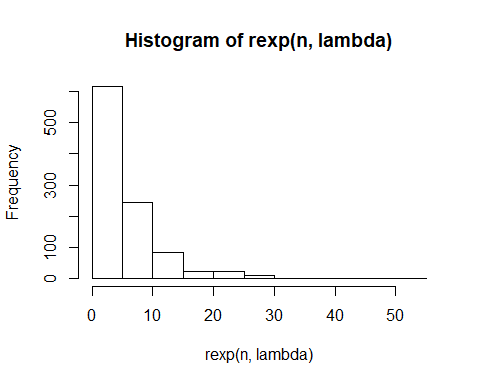 Histogram of rexp(n, lambda)
Frequency
500
300
100
0
0 10 20 30 40 50
rexp(n, lambda)